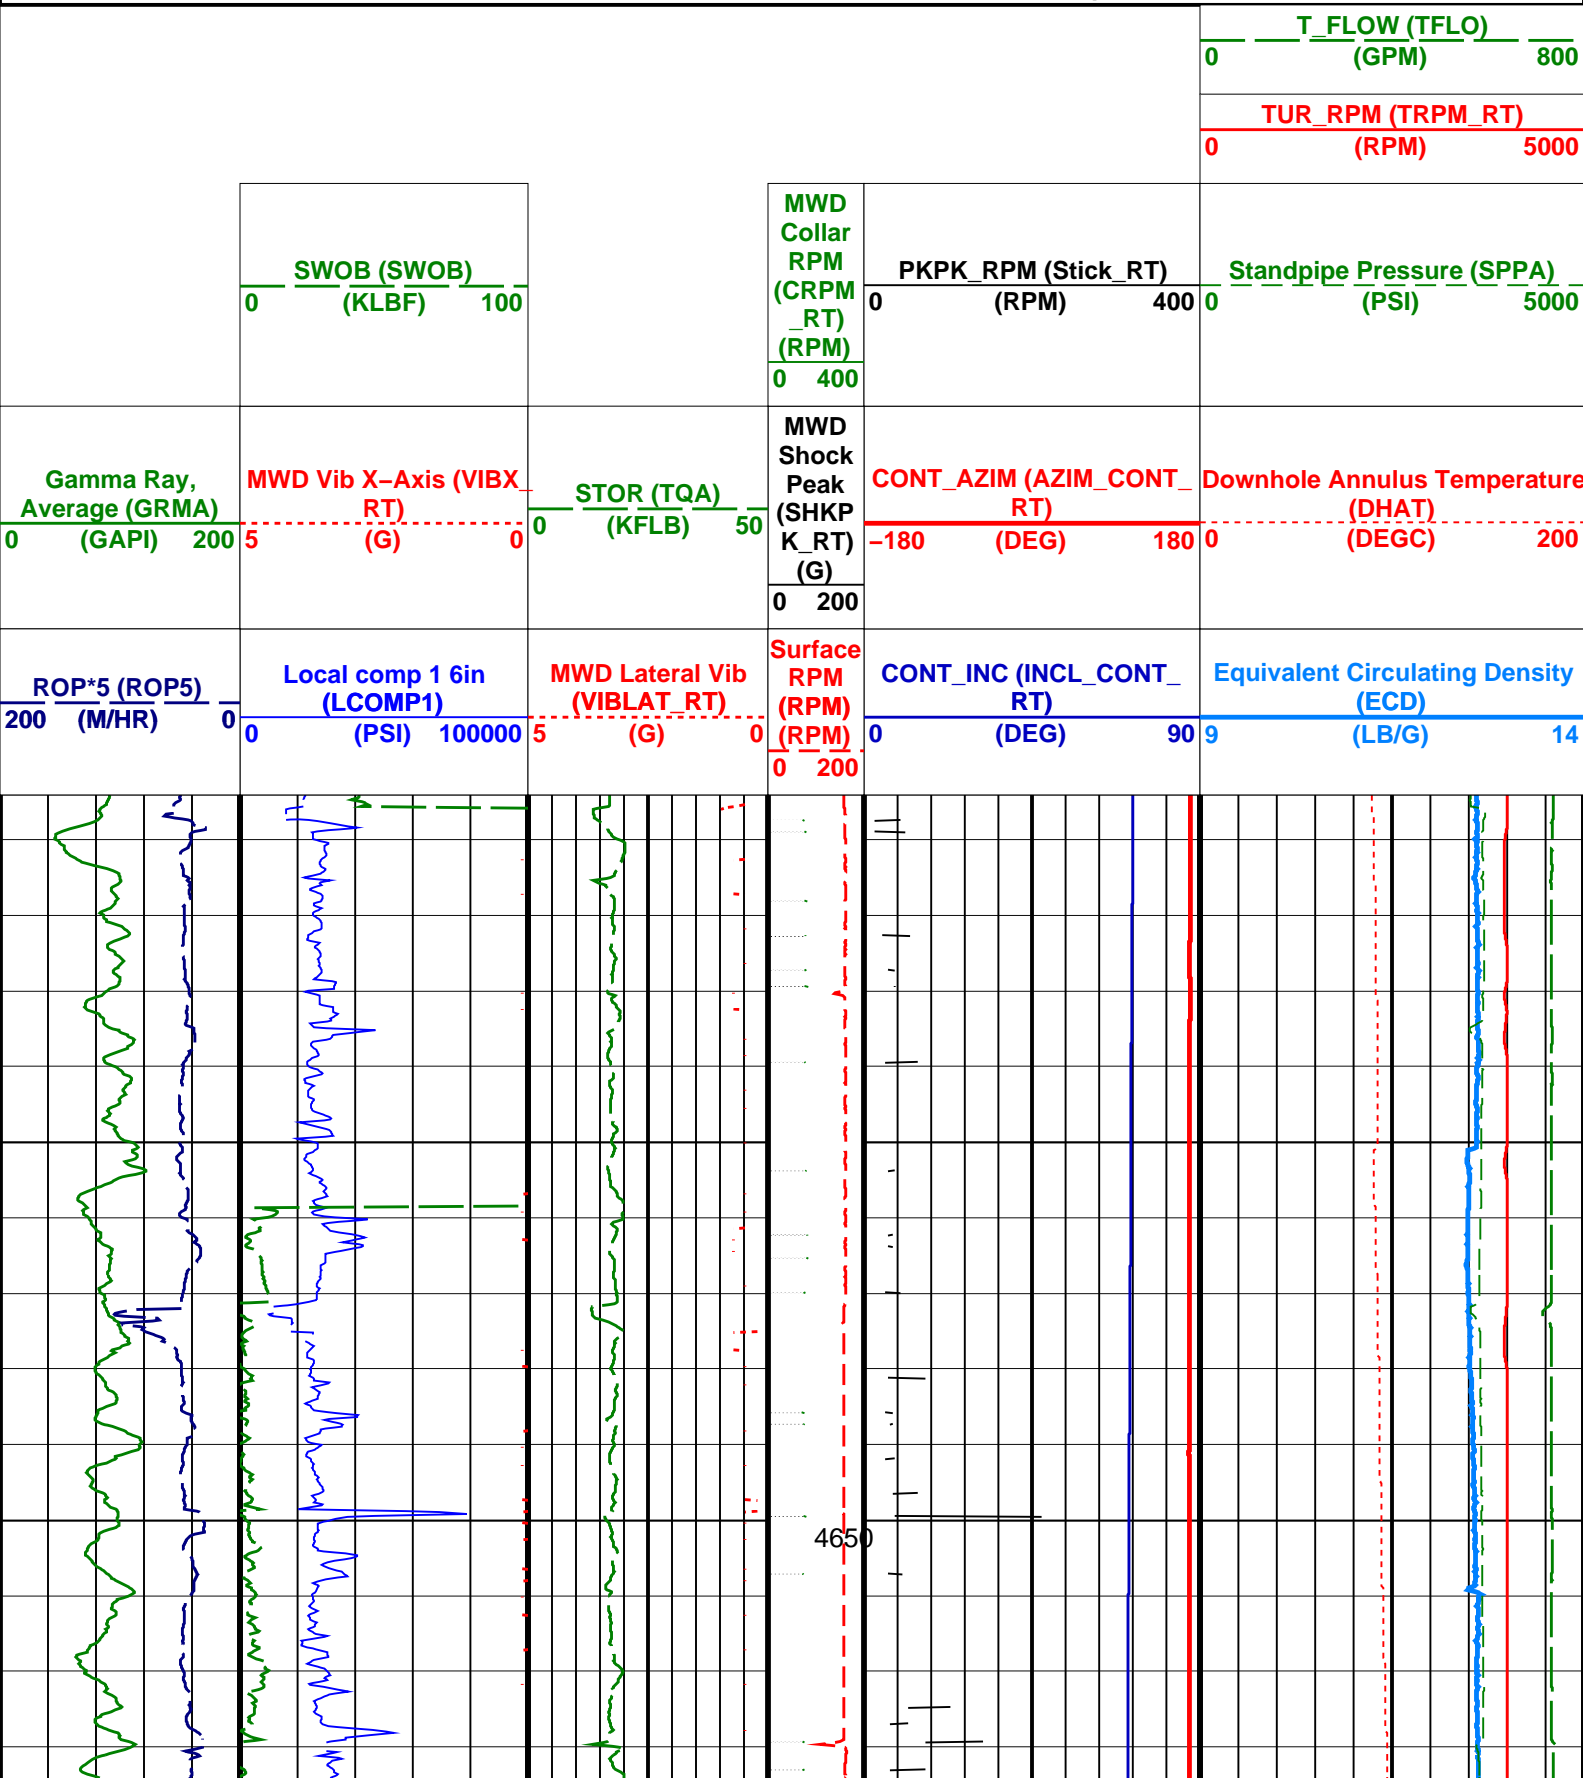 T_FLOW (TFLO)
0 (GPM) 800
TUR_RPM (TRPM_RT)
0 (RPM) 5000
SWOB (SWOB)
0 (KLBF) 100
MWD
Collar
RPM
(CRPM
_RT)
(RPM)
0 400
PKPK_RPM (Stick_RT)
0 (RPM) 400
Standpipe Pressure (SPPA)
0 (PSI) 5000
Gamma Ray,
Average (GRMA)
0 (GAPI) 200
MWD Vib X−Axis (VIBX_
RT)
5 (G) 0
STOR (TQA)
0 (KFLB) 50
MWD
Shock
Peak
(SHKP
K_RT)
(G)
0 200
CONT_AZIM (AZIM_CONT_
RT)
−180 (DEG) 180
Downhole Annulus Temperature
(DHAT)
0 (DEGC) 200
ROP*5 (ROP5)
200 (M/HR) 0
Local comp 1 6in
(LCOMP1)
0 (PSI) 100000
MWD Lateral Vib
(VIBLAT_RT)
5 (G) 0
Surface
RPM
(RPM)
(RPM)
0 200
CONT_INC (INCL_CONT_
RT)
0 (DEG) 90
Equivalent Circulating Density
(ECD)
9 (LB/G) 14
4650